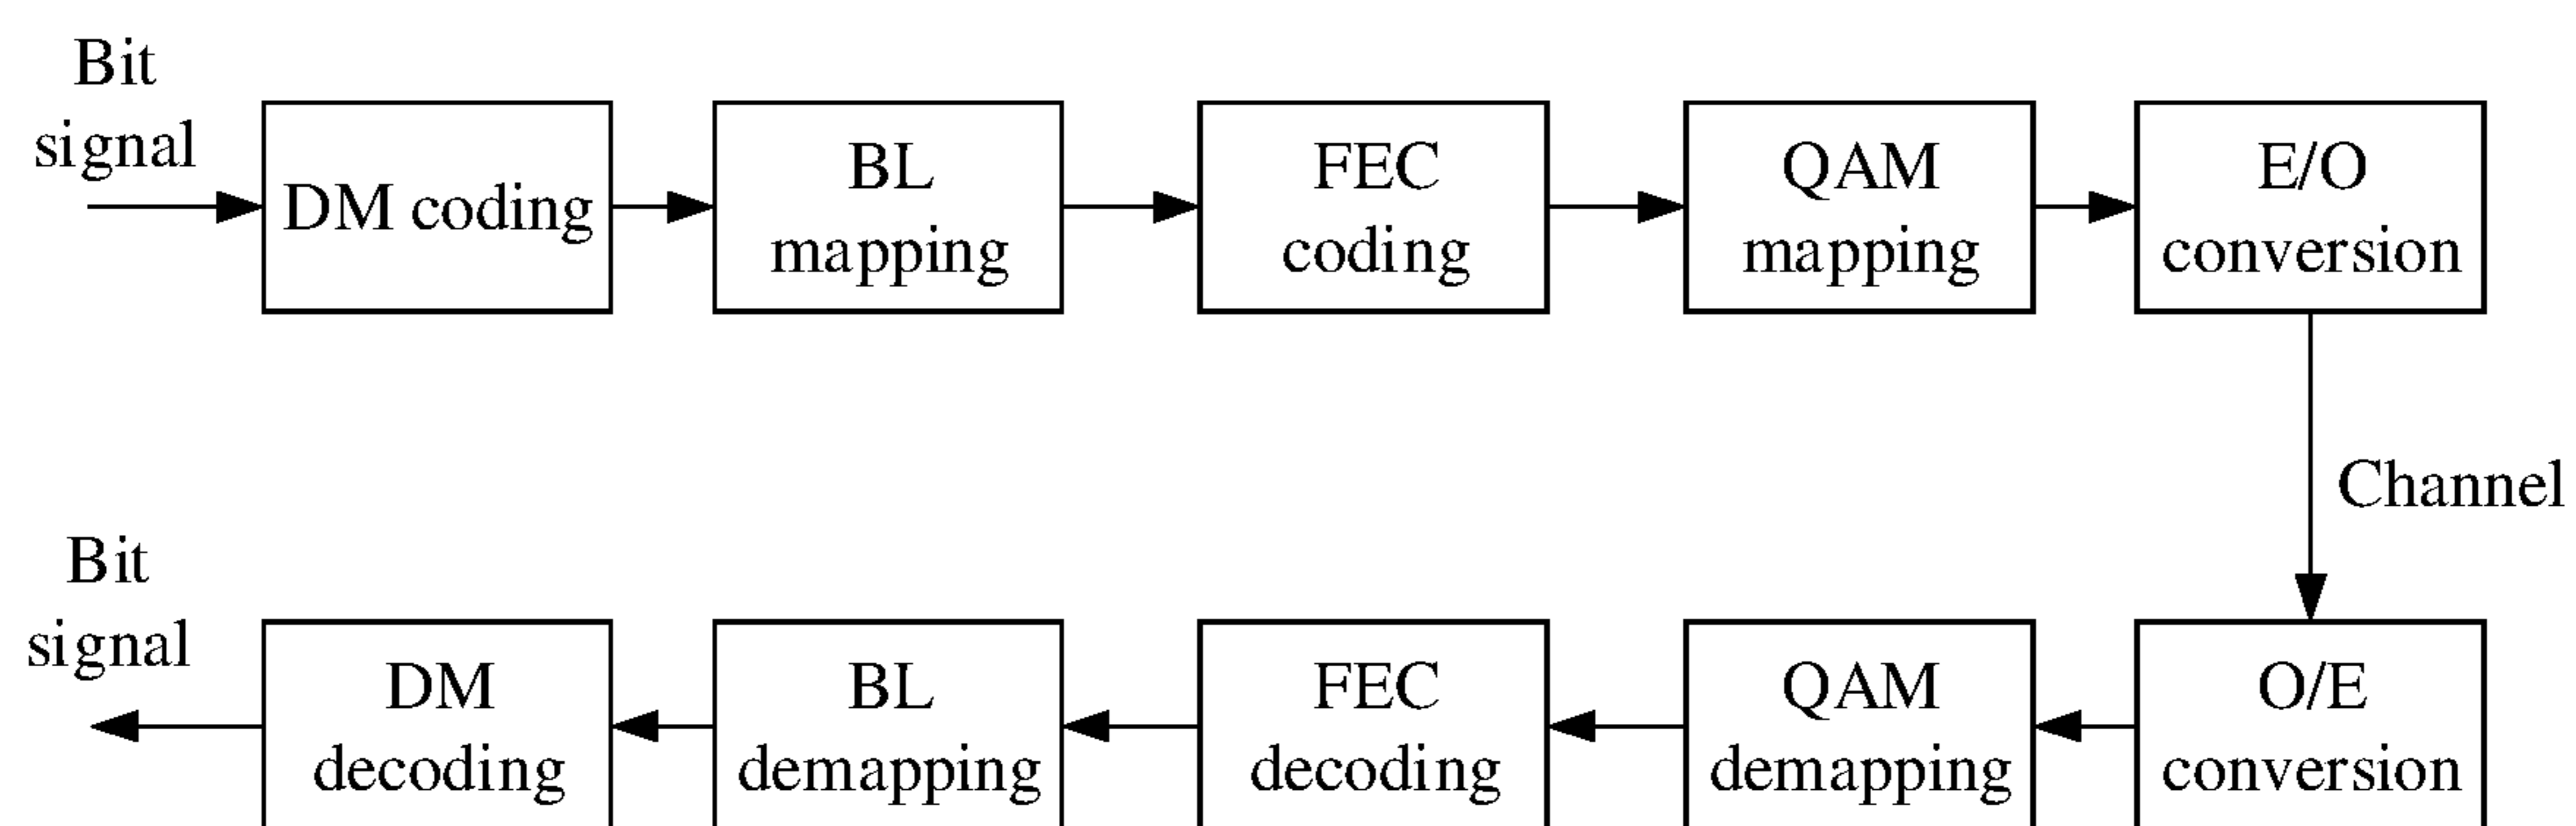 Bit
signal
DM coding
BL
mapping
FEC
coding
QAM
mapping
E/O
conversion
Channel
Bit
signal
DM
decoding
BL
demapping
FEC
decoding
QAM
demapping
O/E
conversion